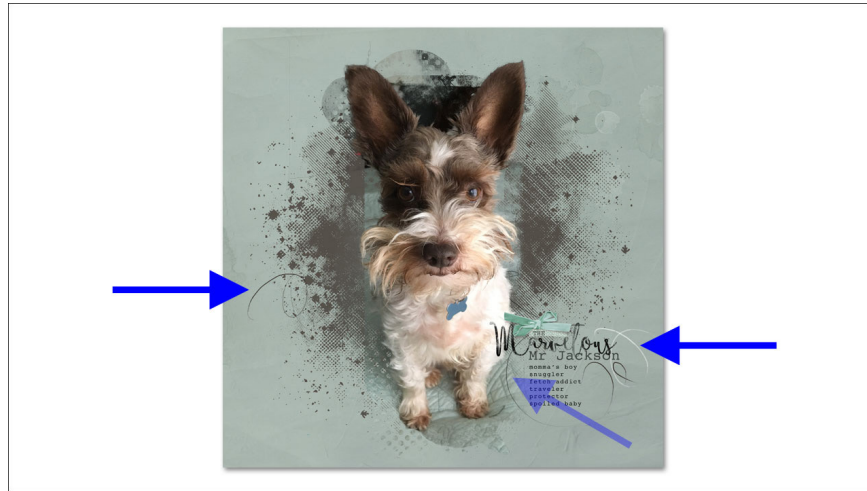 THE
Marvelous
Mr Jackson
momma's boy
snuggler
fetch addict
traveler
protector
spoiled baby